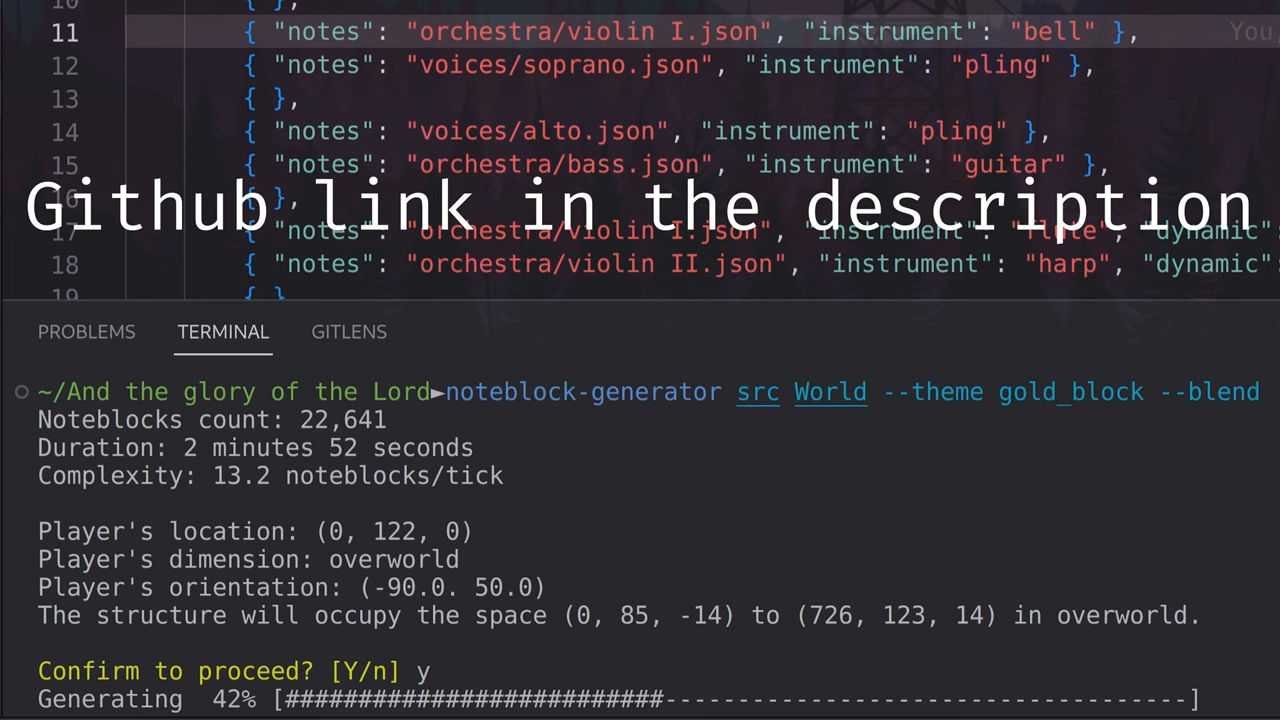 10 { },
11 { "notes": "orchestra/violin I.json", "instrument": "bell" }, You
12 { "notes": "voices/soprano.json", "instrument": "pling" },
13 { },
14 { "notes": "voices/alto.json", "instrument": "pling" },
15 { "notes": "orchestra/bass.json", "instrument": "guitar" },
16 { },
Github link in the description
17 { "notes": "orchestra/violin I.json", "instrument": "flute", "dynamic":
18 { "notes": "orchestra/violin II.json", "instrument": "harp", "dynamic":
19 { }
PROBLEMS TERMINAL GITLENS
~/And the glory of the Lord►noteblock-generator src World --theme gold_block --blend
Noteblocks count: 22,641
Duration: 2 minutes 52 seconds
Complexity: 13.2 noteblocks/tick
Player's location: (0, 122, 0)
Player's dimension: overworld
Player's orientation: (-90.0. 50.0)
The structure will occupy the space (0, 85, -14) to (726, 123, 14) in overworld.
Confirm to proceed? [Y/n] y
Generating 42% [##########################------------------------------------]